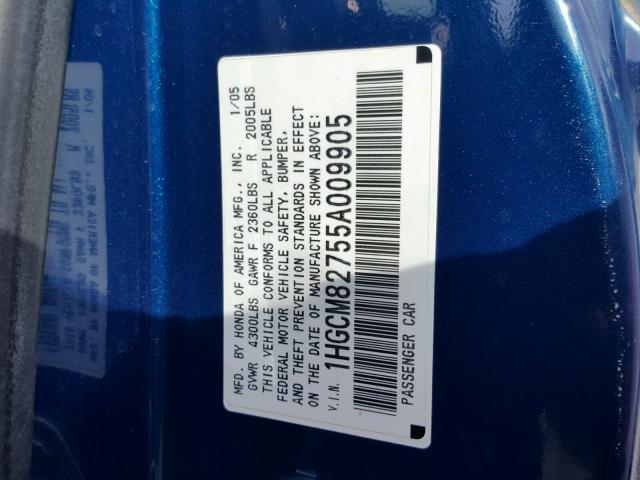 MFD. BY HONDA OF AMERICA MFG., INC. 1/05
GVWR 4300LBS GAWR F 2360LBS R 2005LBS
THIS VEHICLE CONFORMS TO ALL APPLICABLE
FEDERAL MOTOR VEHICLE SAFETY, BUMPER,
AND THEFT PREVENTION STANDARDS IN EFFECT
ON THE DATE OF MANUFACTURE SHOWN ABOVE.
V.I.N. 1HGCM82755A009905
PASSENGER CAR